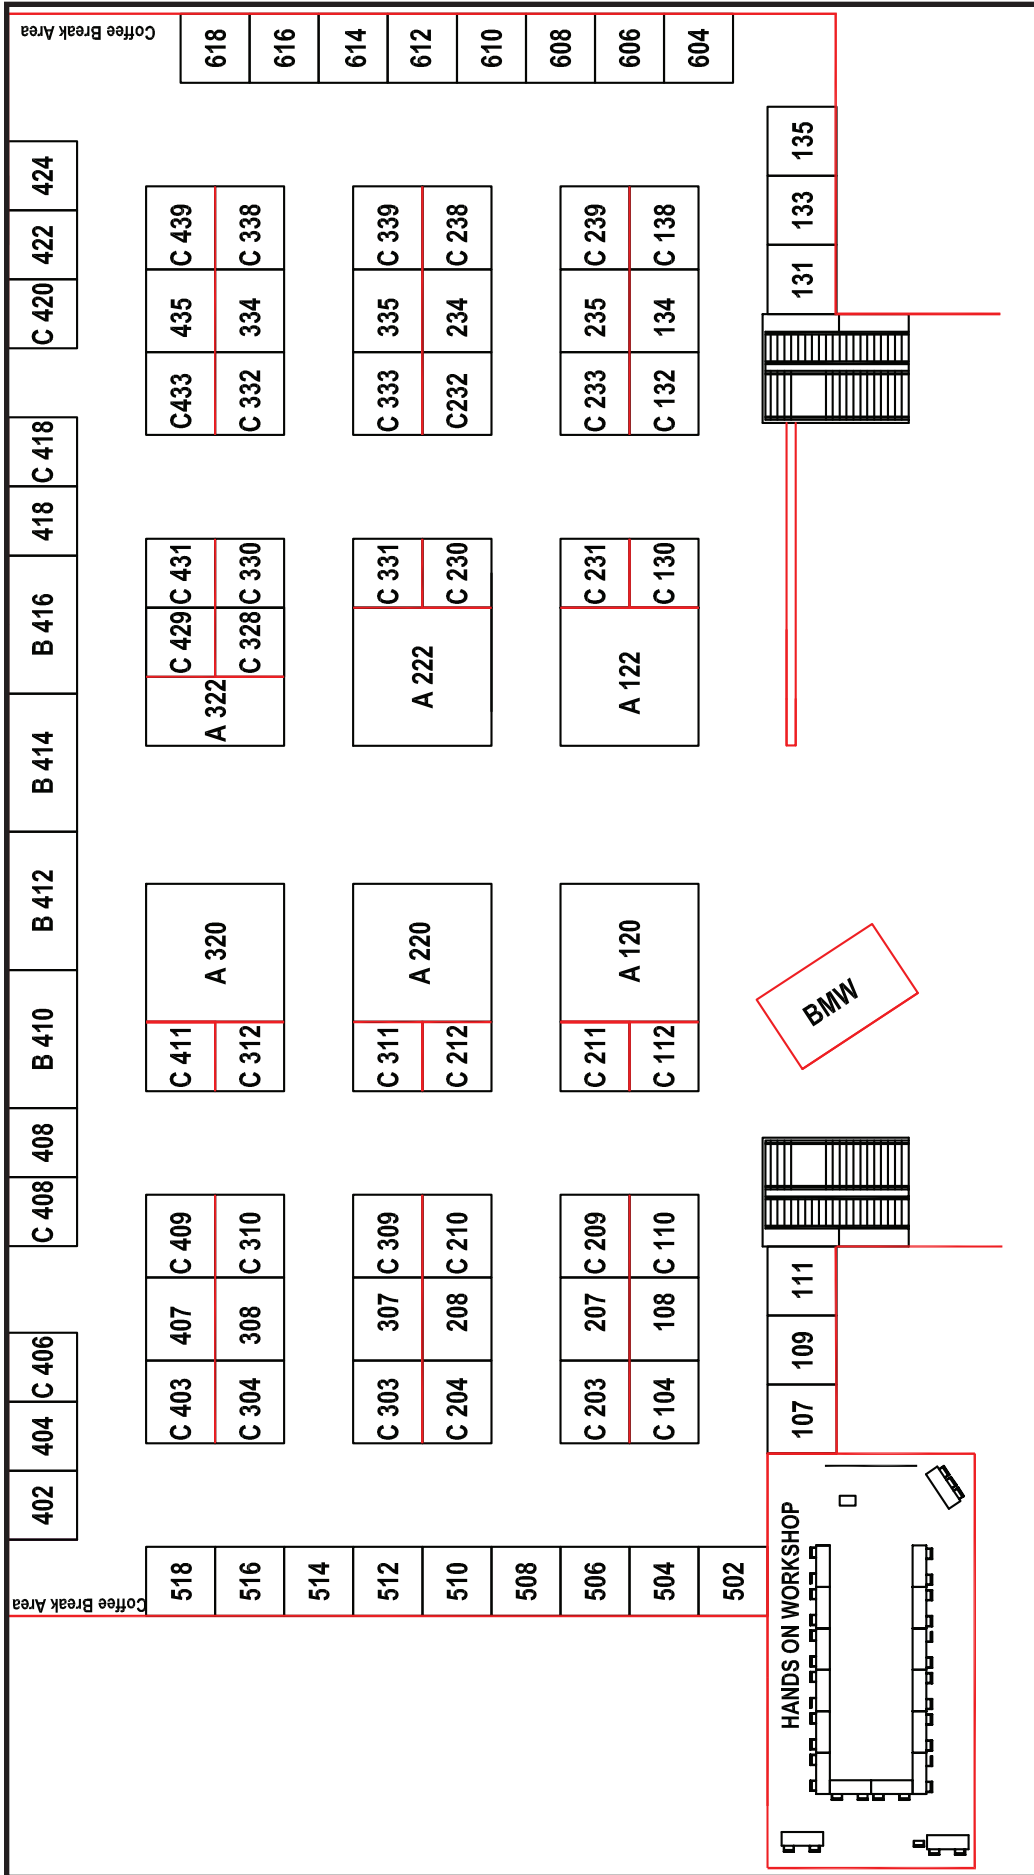 Coffee Break Area
618
616
614
612
610
608
606
604
135
133
131
424
422
C 420
C 418
418
B 416
B 414
B 412
B 410
408
C 408
C 406
404
402
C 439
C 338
435
334
C433
C 332
C 339
C 238
335
234
C 333
C232
C 239
C 138
235
134
C 233
C 132
C 431
C 330
C 429
C 328
A 322
C 331
C 230
A 222
C 231
C 130
A 122
A 320
C 411
C 312
A 220
C 311
C 212
A 120
C 211
C 112
BMW
C 409
C 310
407
308
C 403
C 304
C 309
C 210
307
208
C 303
C 204
C 209
C 110
207
108
C 203
C 104
111
109
107
Coffee Break Area
518
516
514
512
510
508
506
504
502
HANDS ON WORKSHOP